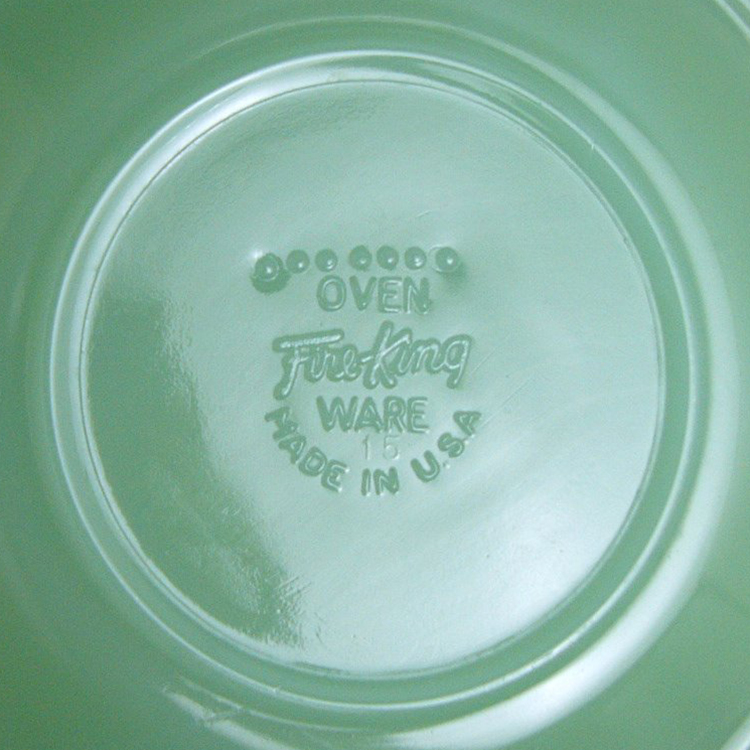 OVEN
Fire-King
WARE
15
MADE IN U.S.A